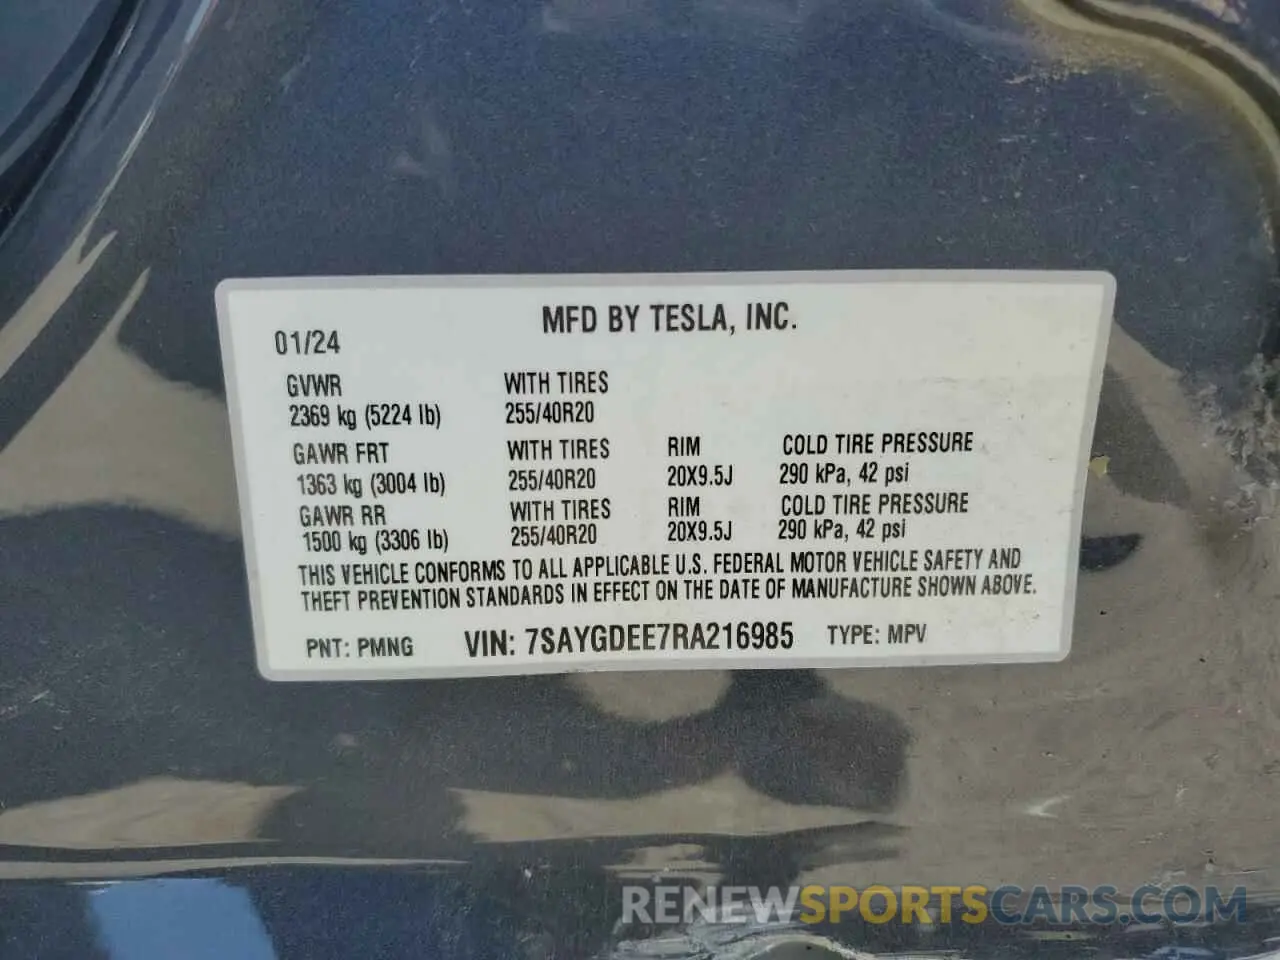 MFD BY TESLA, INC.
01/24
GVWR WITH TIRES
2369 kg (5224 lb) 255/40R20
GAWR FRT WITH TIRES RIM COLD TIRE PRESSURE
1363 kg (3004 lb) 255/40R20 20X9.5J 290 kPa, 42 psi
GAWR RR WITH TIRES RIM COLD TIRE PRESSURE
1500 kg (3306 lb) 255/40R20 20X9.5J 290 kPa, 42 psi
THIS VEHICLE CONFORMS TO ALL APPLICABLE U.S. FEDERAL MOTOR VEHICLE SAFETY AND
THEFT PREVENTION STANDARDS IN EFFECT ON THE DATE OF MANUFACTURE SHOWN ABOVE.
PNT: PMNG VIN: 7SAYGDEE7RA216985 TYPE: MPV
RENEWSPORTSCARS.COM